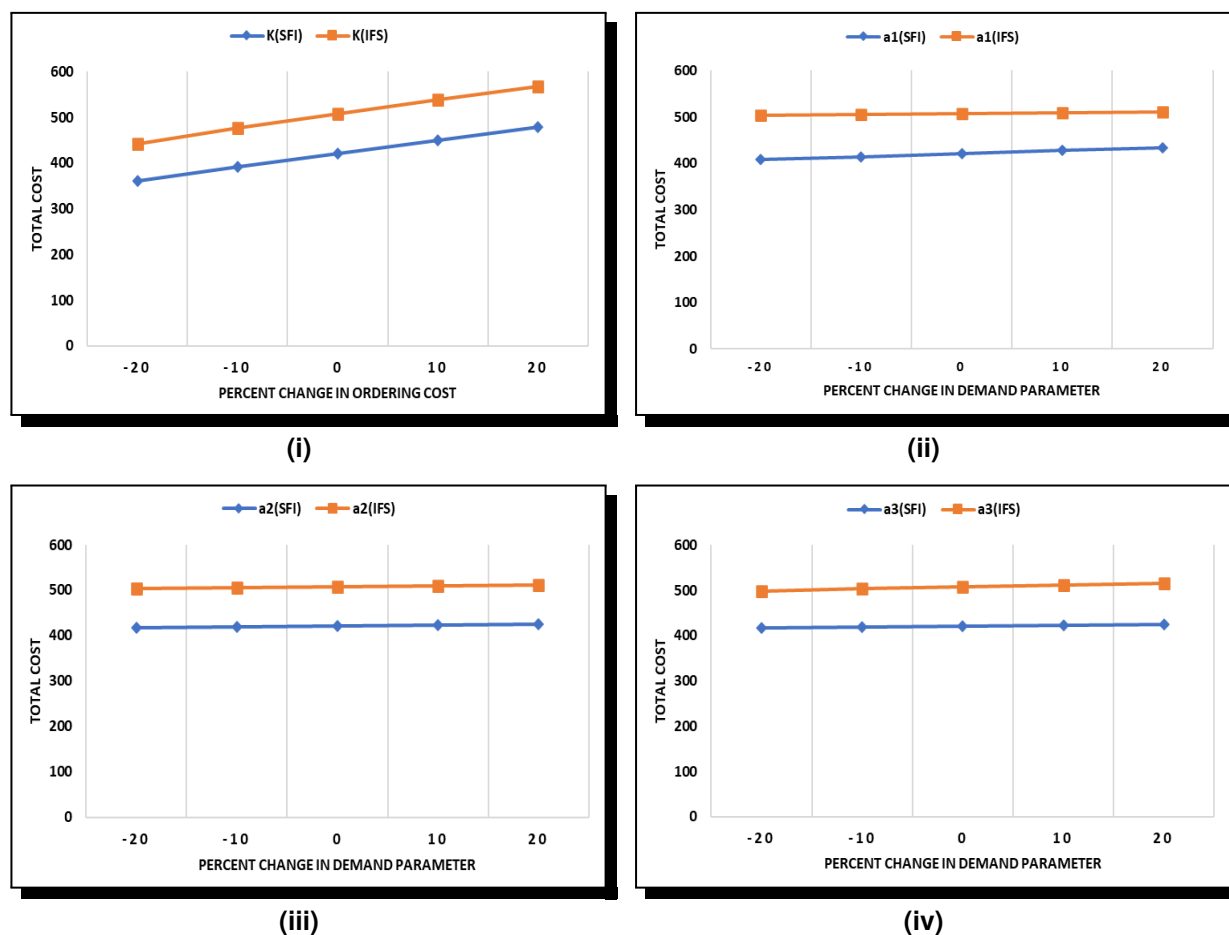 K(SFI) K(IFS)
TOTAL COST
600
500
400
300
200
100
0
-20 -10 0 10 20
PERCENT CHANGE IN ORDERING COST
(i)
a1(SFI) a1(IFS)
TOTAL COST
600
500
400
300
200
100
0
-20 -10 0 10 20
PERCENT CHANGE IN DEMAND PARAMETER
(ii)
a2(SFI) a2(IFS)
TOTAL COST
600
500
400
300
200
100
0
-20 -10 0 10 20
PERCENT CHANGE IN DEMAND PARAMETER
(iii)
a3(SFI) a3(IFS)
TOTAL COST
600
500
400
300
200
100
0
-20 -10 0 10 20
PERCENT CHANGE IN DEMAND PARAMETER
(iv)